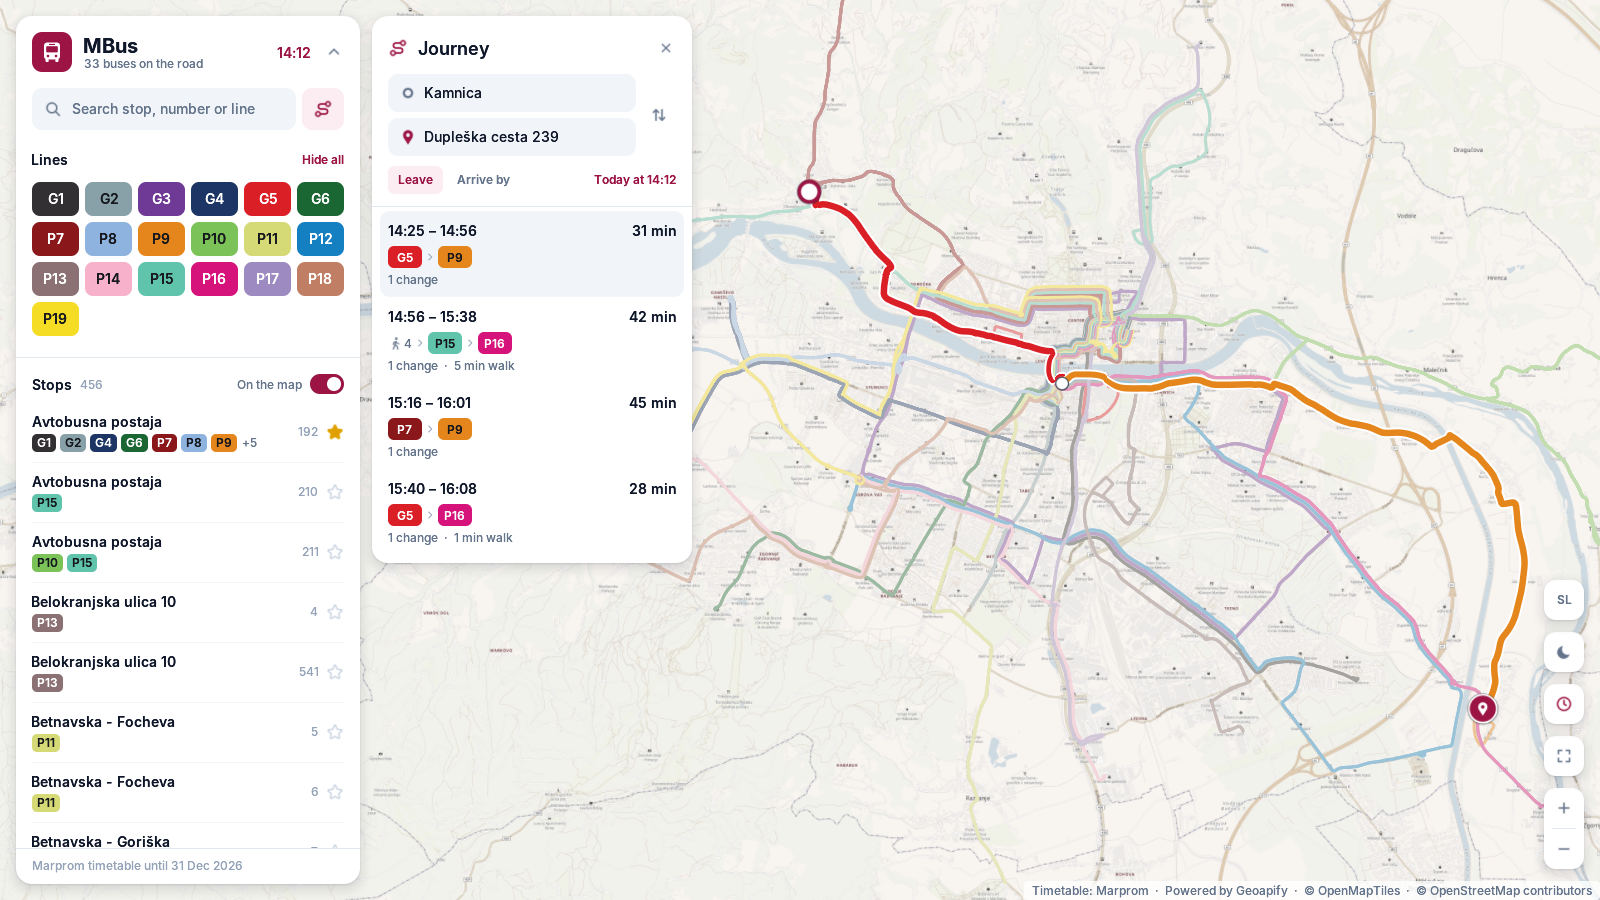 MBus
33 buses on the road
14:12
Search stop, number or line
Lines
Hide all
G1 G2 G3 G4 G5 G6
P7 P8 P9 P10 P11 P12
P13 P14 P15 P16 P17 P18
P19
Stops 456
On the map
Avtobusna postaja
G1 G2 G4 G6 P7 P8 P9 +5
192
Avtobusna postaja
P15
210
Avtobusna postaja
P10 P15
211
Belokranjska ulica 10
P13
4
Belokranjska ulica 10
P13
541
Betnavska - Focheva
P11
5
Betnavska - Focheva
P11
6
Betnavska - Goriška
Marprom timetable until 31 Dec 2026
Journey
Kamnica
Dupleška cesta 239
Leave
Arrive by
Today at 14:12
14:25 – 14:56
31 min
G5 P9
1 change
14:56 – 15:38
42 min
4 P15 P16
1 change · 5 min walk
15:16 – 16:01
45 min
P7 P9
1 change
15:40 – 16:08
28 min
G5 P16
1 change · 1 min walk
Dragučova
Vodole
Hrenca
Malečnik
SL
Timetable: Marprom · Powered by Geoapify · © OpenMapTiles · © OpenStreetMap contributors